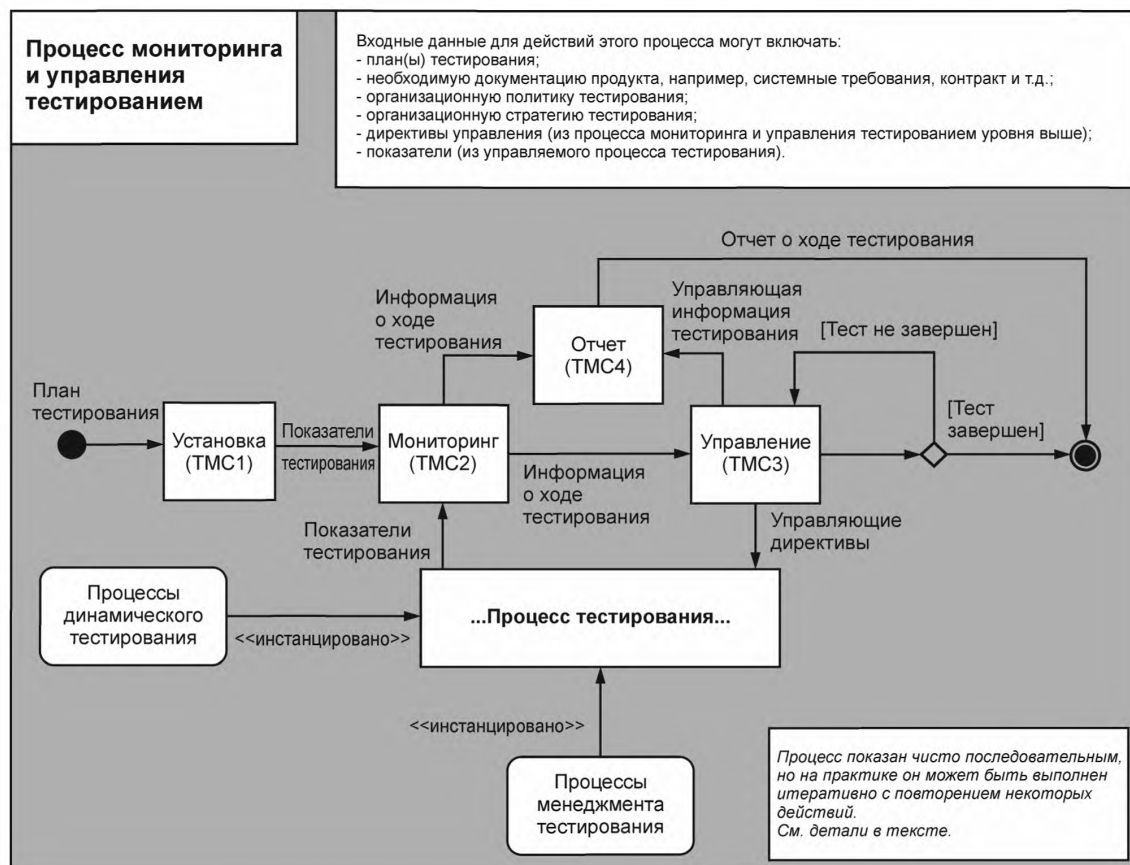 Процесс мониторинга
и управления
тестированием
Входные данные для действий этого процесса могут включать:
- план(ы) тестирования;
- необходимую документацию продукта, например, системные требования, контракт и т.д.;
- организационную политику тестирования;
- организационную стратегию тестирования;
- директивы управления (из процесса мониторинга и управления тестированием уровня выше);
- показатели (из управляемого процесса тестирования).
Отчет о ходе тестирования
Информация
о ходе
тестирования
Отчет
(TMC4)
Управляющая
информация
тестирования
[Тест не завершен]
План
тестирования
Установка
(TMC1)
Показатели
тестирования
Мониторинг
(TMC2)
Информация
о ходе
тестирования
Управление
(TMC3)
[Тест
завершен]
Показатели
тестирования
Управляющие
директивы
Процессы
динамического
тестирования
<<инстанцировано>>
...Процесс тестирования...
<<инстанцировано>>
Процессы
менеджмента
тестирования
Процесс показан чисто последовательным,
но на практике он может быть выполнен
итеративно с повторением некоторых
действий.
См. детали в тексте.